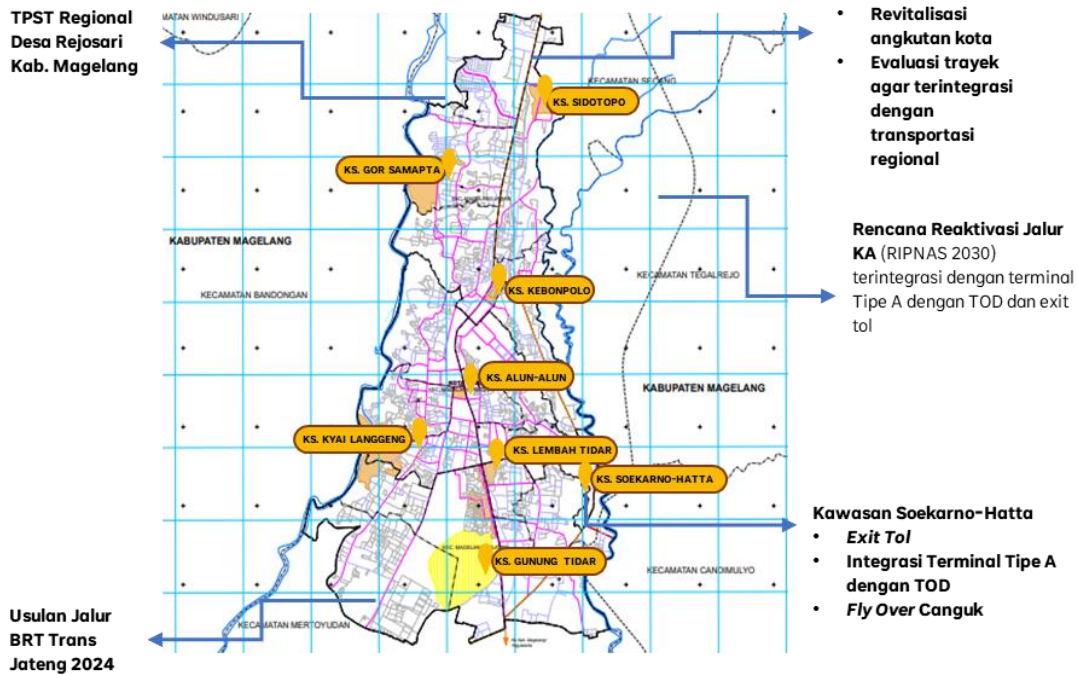 TPST Regional
Desa Rejosari
Kab. Magelang
MATAN WINDUSARI
• Revitalisasi
angkutan kota
• Evaluasi trayek
agar terintegrasi
dengan
transportasi
regional
KECAMATAN SECANG
KS. SIDOTOPO
KS. GOR SAMAPTA
KABUPATEN MAGELANG
Rencana Reaktivasi Jalur
KA (RIPNAS 2030)
terintegrasi dengan terminal
Tipe A dengan TOD dan exit
tol
KECAMATAN TEGALREJO
KECAMATAN BANDONGAN
KS. KEBONPOLO
KS. ALUN-ALUN
KABUPATEN MAGELANG
KS. KYAI LANGGENG
KS. LEMBAH TIDAR
KS. SOEKARNO-HATTA
Kawasan Soekarno-Hatta
• Exit Tol
• Integrasi Terminal Tipe A
dengan TOD
• Fly Over Canguk
KS. GUNUNG TIDAR
KECAMATAN CANDIMULYO
Usulan Jalur
BRT Trans
Jateng 2024
KECAMATAN MERTOYUDAN